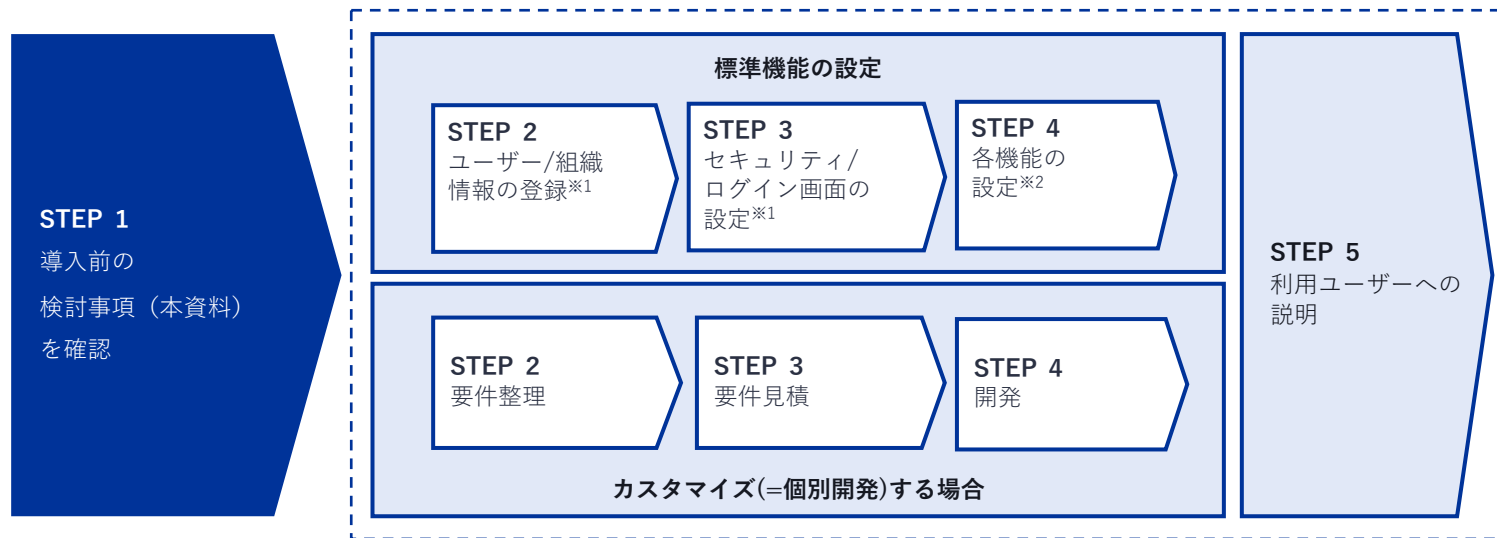 STEP 1
導入前の
検討事項（本資料）
を確認
標準機能の設定
STEP 2
ユーザー/組織
情報の登録※1
STEP 3
セキュリティ/
ログイン画面の
設定※1
STEP 4
各機能の
設定※2
STEP 2
要件整理
STEP 3
要件見積
STEP 4
開発
カスタマイズ(=個別開発)する場合
STEP 5
利用ユーザーへの
説明